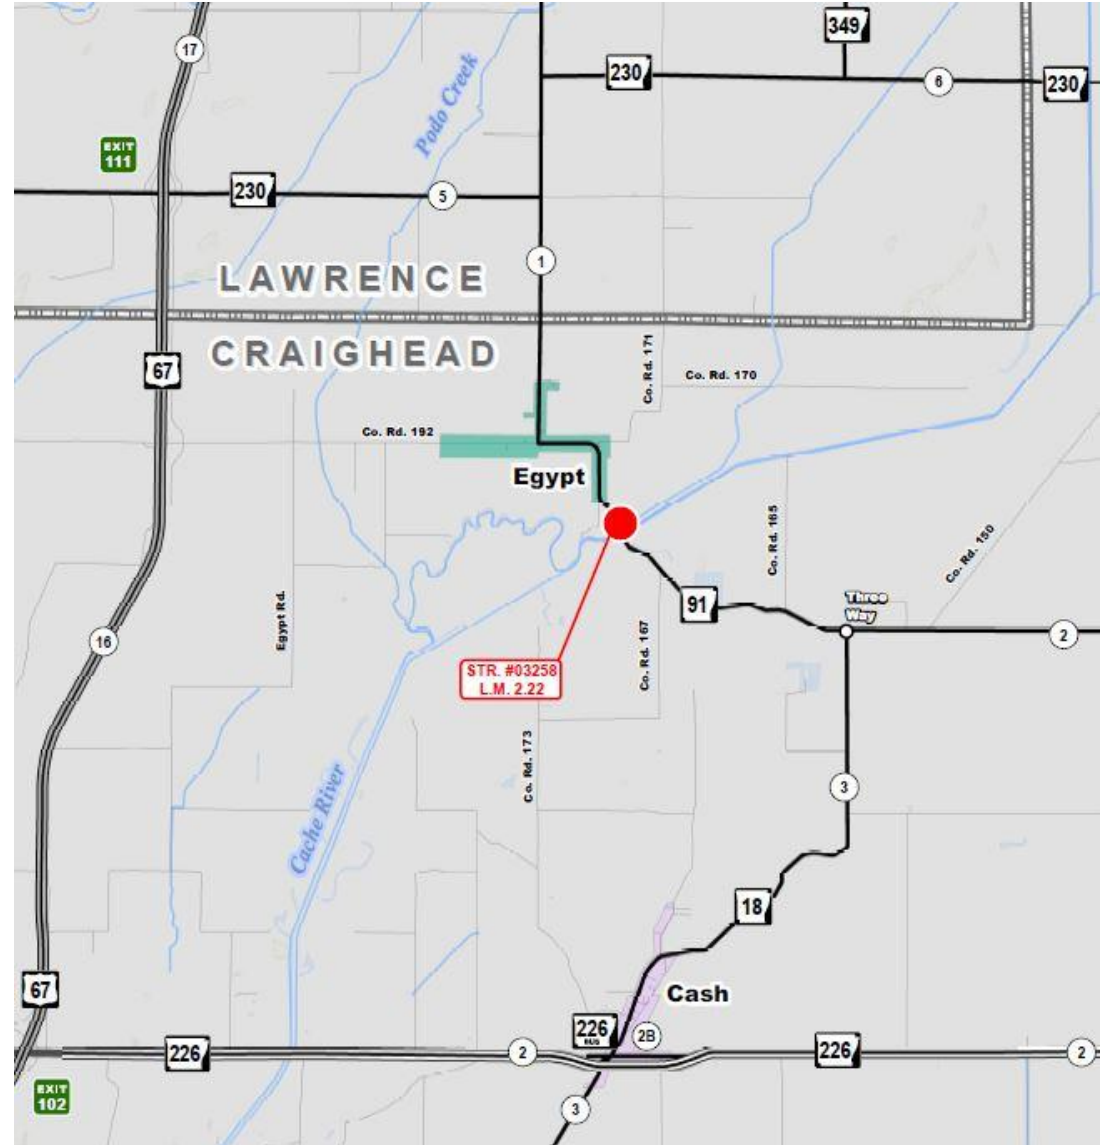 349
17
230
6
230
Podo Creek
EXIT
111
230
5
1
LAWRENCE
CRAIGHEAD
67
Co. Rd. 171
Co. Rd. 170
Co. Rd. 192
Egypt
Co. Rd. 165
Co. Rd. 150
91
Three
Way
2
Egypt Rd.
16
Co. Rd. 167
STR. #03258
L.M. 2.22
Co. Rd. 173
3
Cache River
18
67
Cash
226
BUS
2B
226
2
226
2
EXIT
102
3